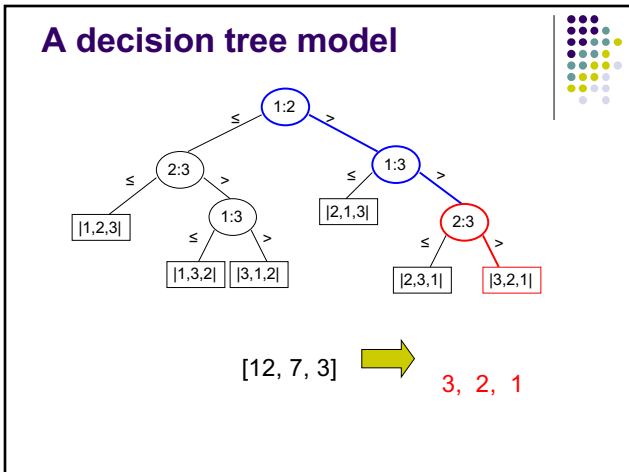 A decision tree model
1:2
≤ >
2:3 1:3
≤ > ≤ >
|1,2,3| 1:3 |2,1,3| 2:3
≤ > ≤ >
|1,3,2| |3,1,2| |2,3,1| |3,2,1|
[12, 7, 3]
3, 2, 1